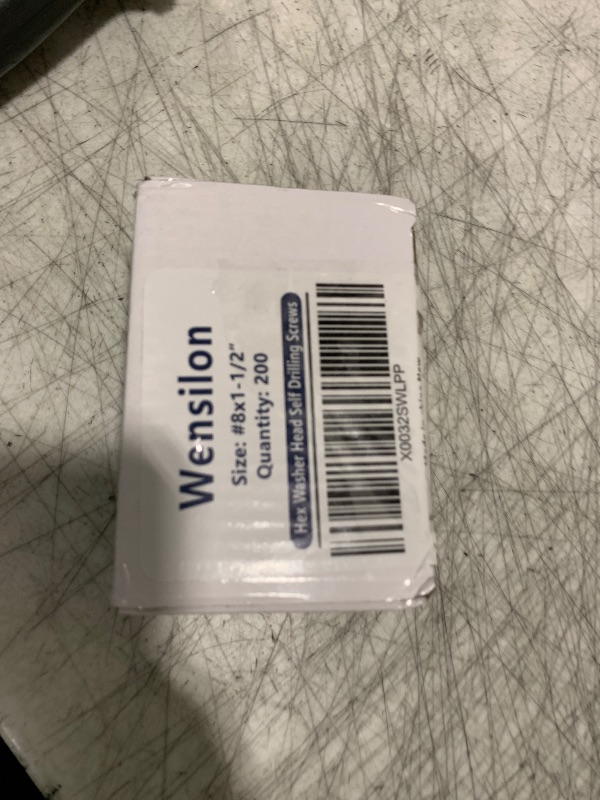 Wensilon
Size: #8x1-1/2"
Quantity: 200
Hex Washer Head Self Drilling Screws
X0032SWLPP